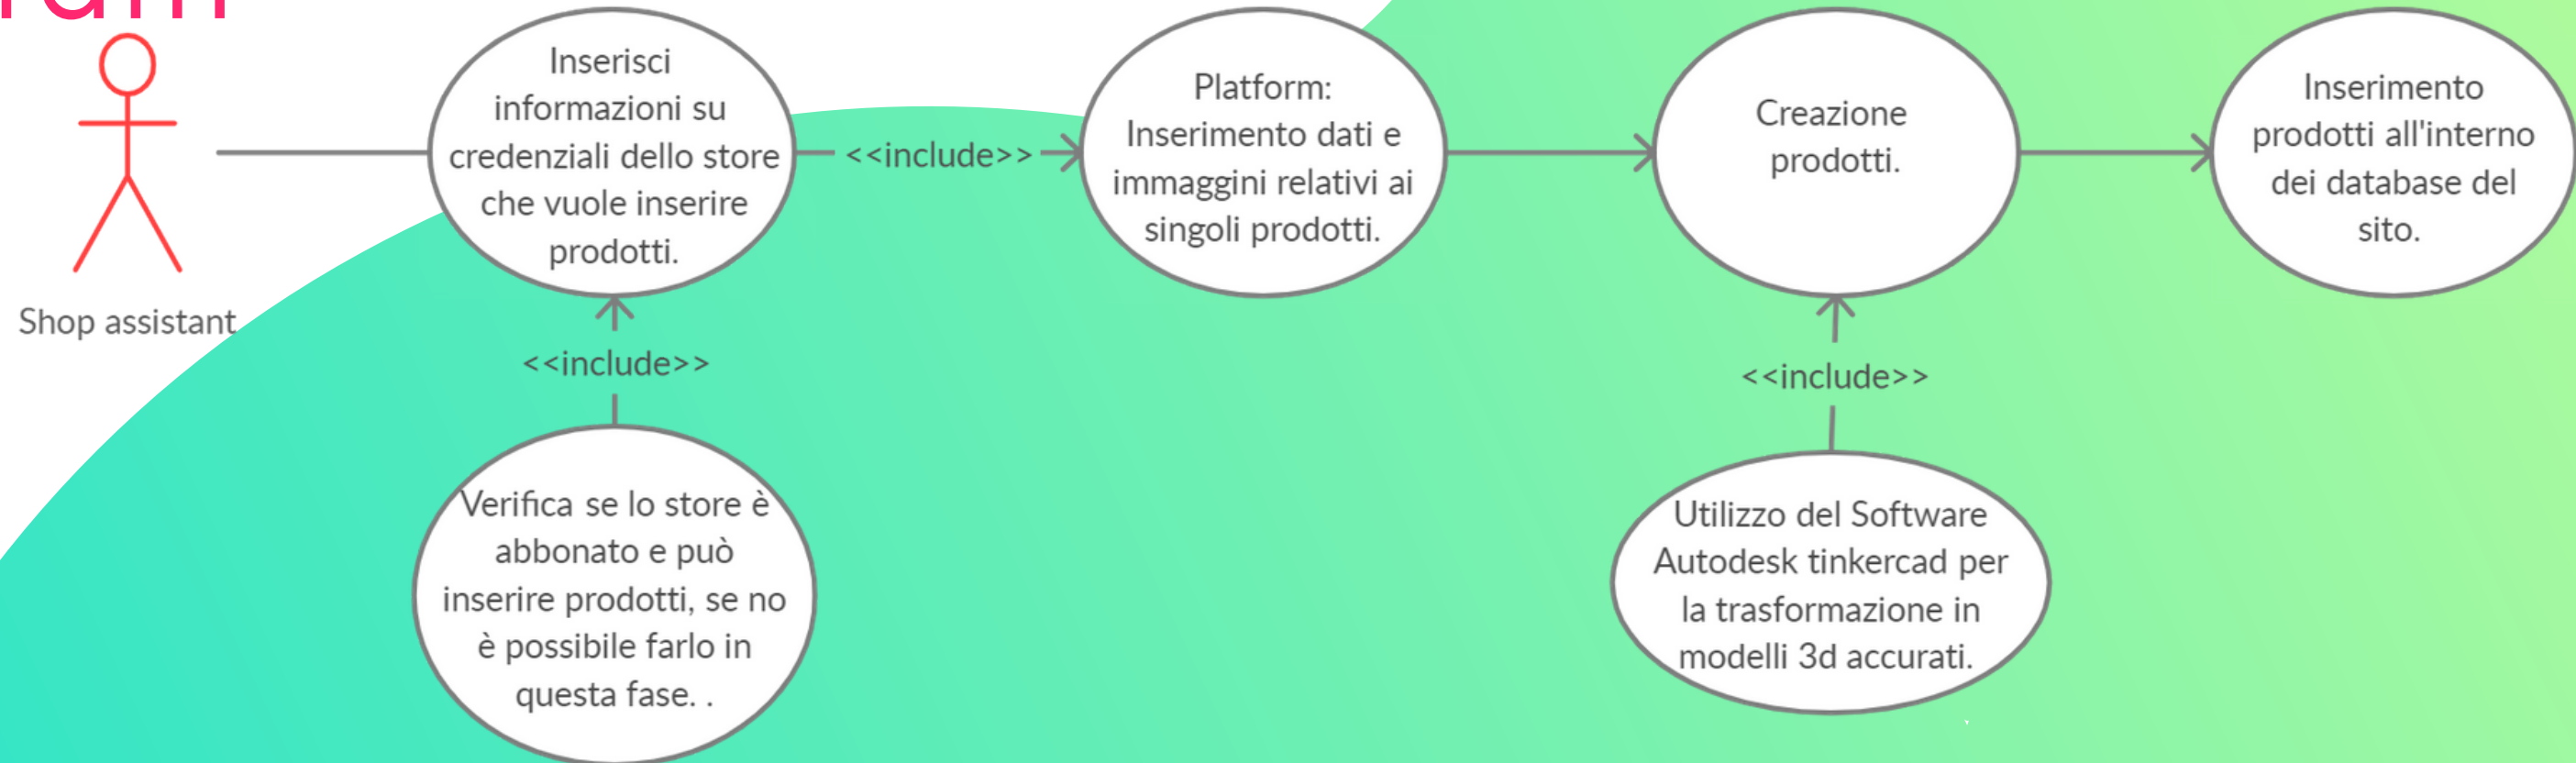 Inserisci
informazioni su
credenziali dello store
che vuole inserire
prodotti.
<<include>>
Platform:
Inserimento dati e
immaggini relativi ai
singoli prodotti.
Creazione
prodotti.
Inserimento
prodotti all'interno
dei database del
sito.
Shop assistant
<<include>>
<<include>>
Verifica se lo store è
abbonato e può
inserire prodotti, se no
è possibile farlo in
questa fase. .
Utilizzo del Software
Autodesk tinkercad per
la trasformazione in
modelli 3d accurati.